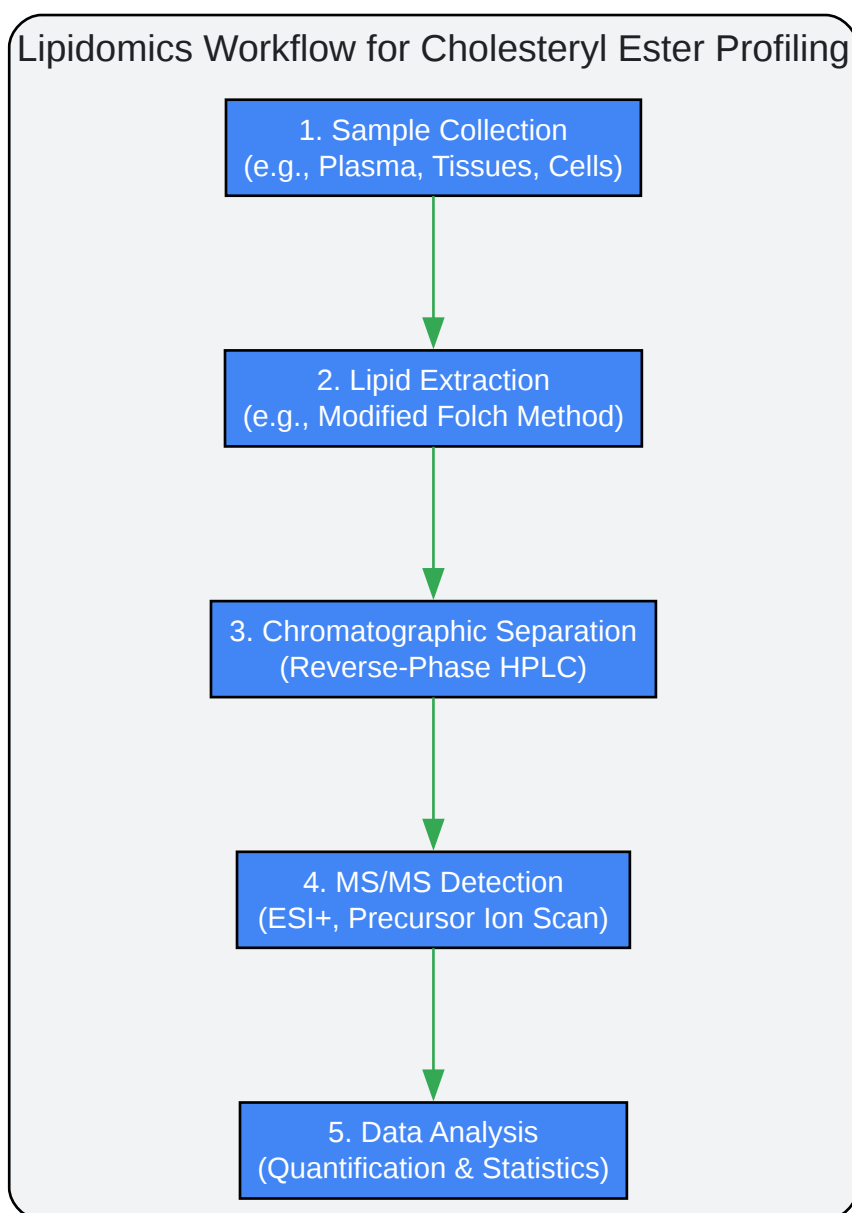 Lipidomics Workflow for Cholesteryl Ester Profiling
1. Sample Collection
(e.g., Plasma, Tissues, Cells)
2. Lipid Extraction
(e.g., Modified Folch Method)
3. Chromatographic Separation
(Reverse-Phase HPLC)
4. MS/MS Detection
(ESI+, Precursor Ion Scan)
5. Data Analysis
(Quantification & Statistics)